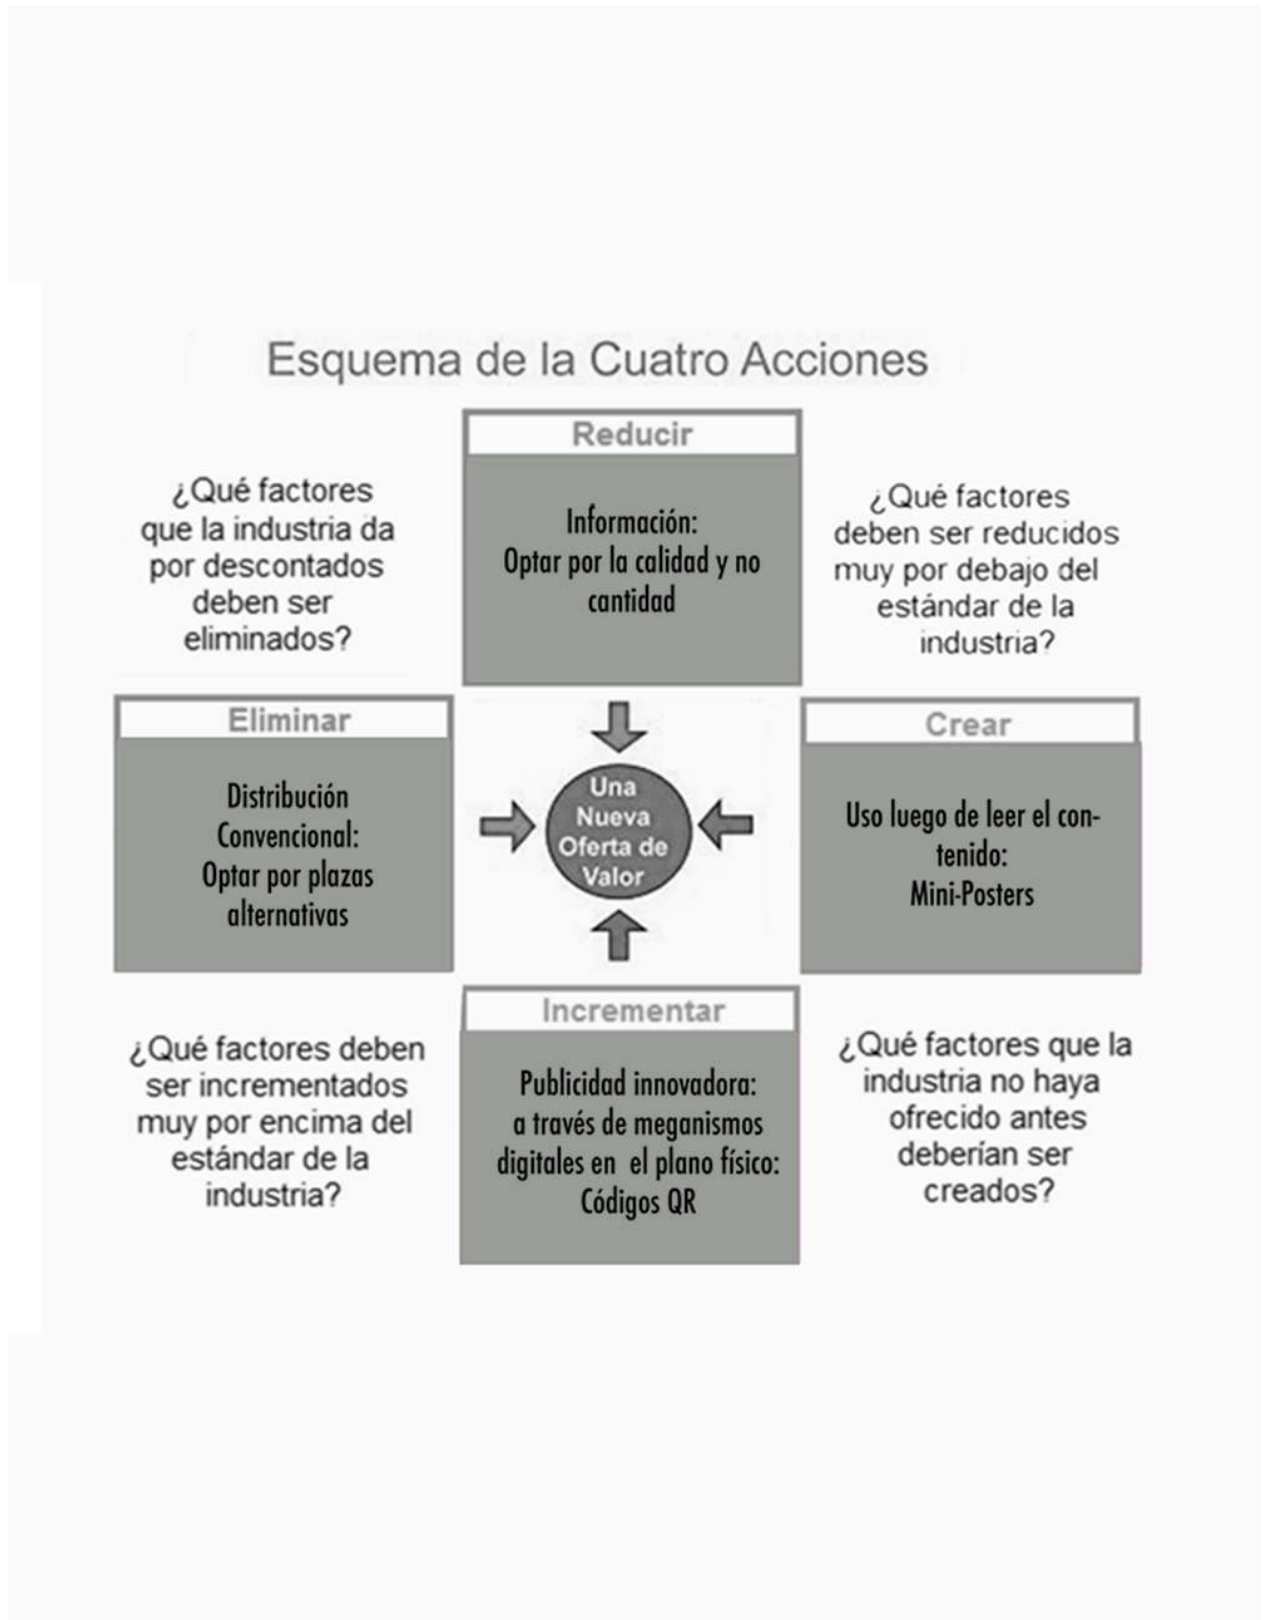 Esquema de la Cuatro Acciones
Reducir
Información:
Optar por la calidad y no
cantidad
¿Qué factores
que la industria da
por descontados
deben ser
eliminados?
¿Qué factores
deben ser reducidos
muy por debajo del
estándar de la
industria?
Eliminar
Distribución
Convencional:
Optar por plazas
alternativas
Una
Nueva
Oferta de
Valor
Crear
Uso luego de leer el con-
tenido:
Mini-Posters
Incrementar
Publicidad innovadora:
a través de meganismos
digitales en el plano físico:
Códigos QR
¿Qué factores deben
ser incrementados
muy por encima del
estándar de la
industria?
¿Qué factores que la
industria no haya
ofrecido antes
deberían ser
creados?